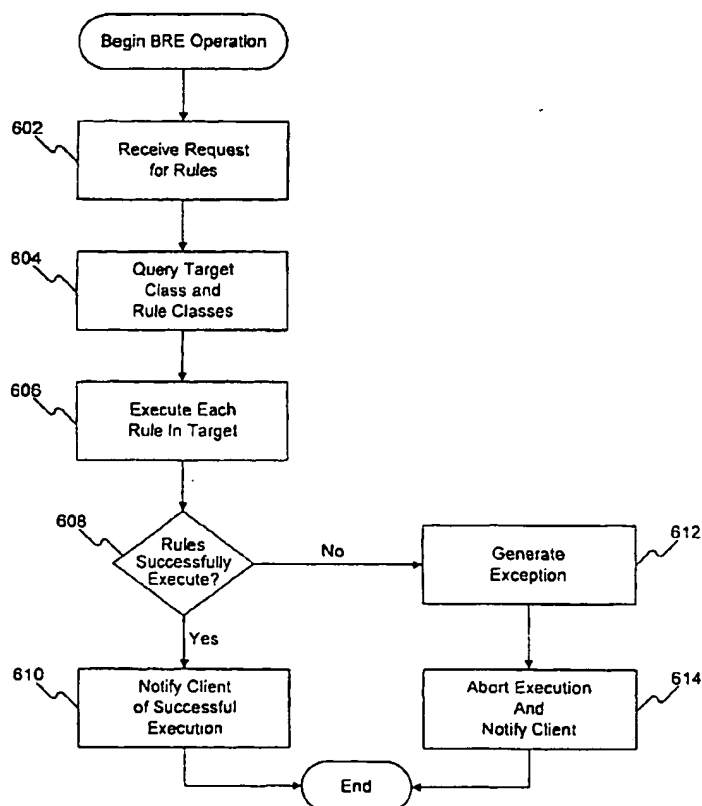 Begin BRE Operation
602
Receive Request
for Rules
604
Query Target
Class and
Rule Classes
606
Execute Each
Rule In Target
608
Rules
Successfully
Execute?
No
612
Generate
Exception
Yes
610
Notify Client
of Successful
Execution
614
Abort Execution
And
Notify Client
End